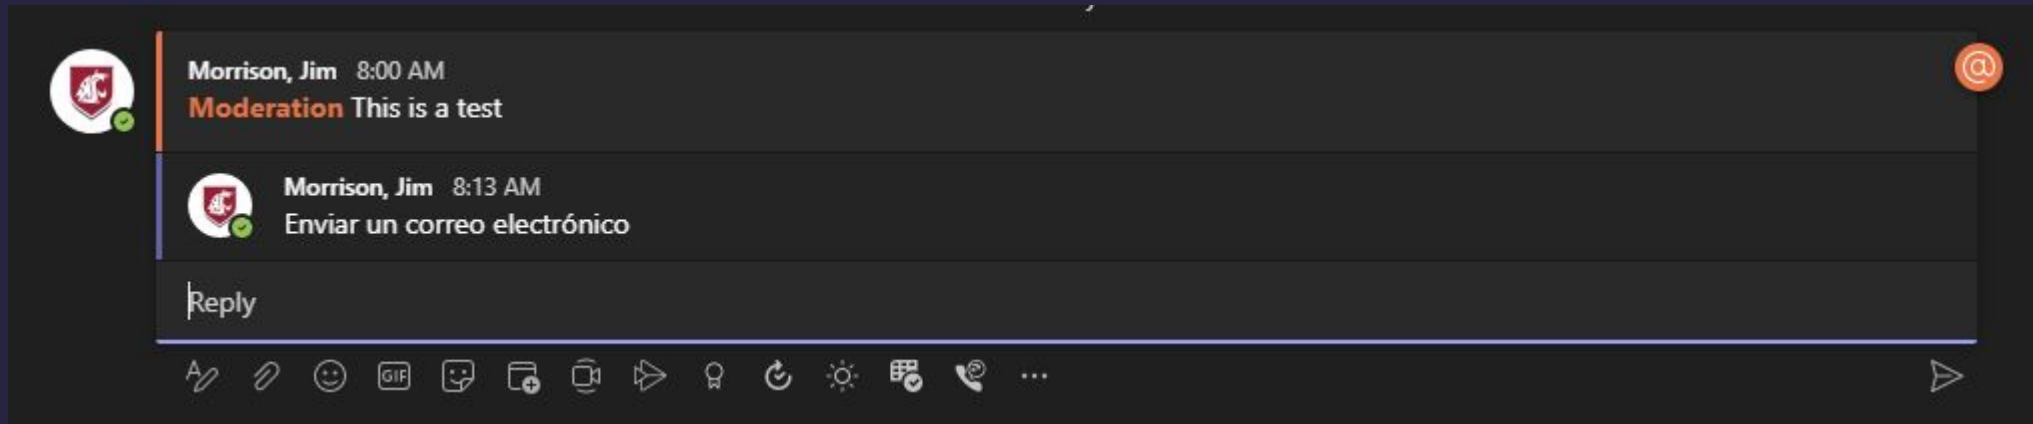 Morrison, Jim 8:00 AM
@
Moderation This is a test
Morrison, Jim 8:13 AM
Enviar un correo electrónico
Reply
GIF